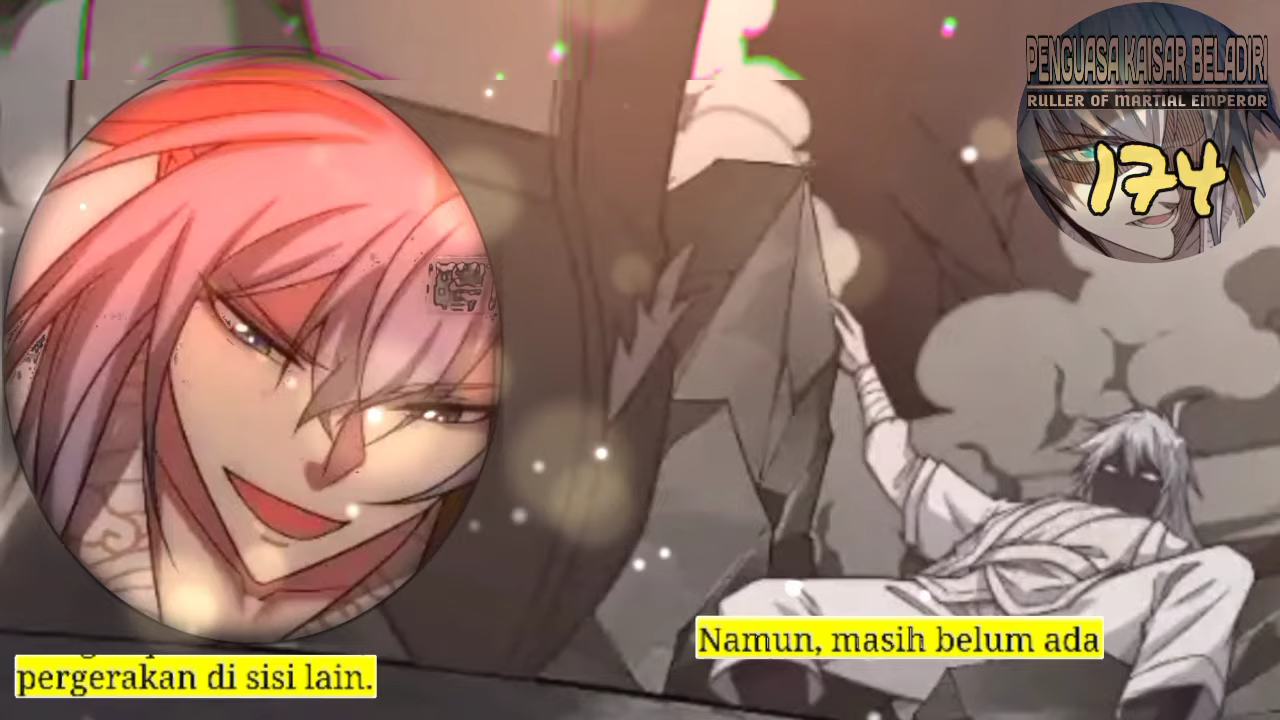 PENGUASA KAISAR BELADIRI
RULLER OF MARTIAL EMPEROR
174
Namun, masih belum ada
pergerakan di sisi lain.